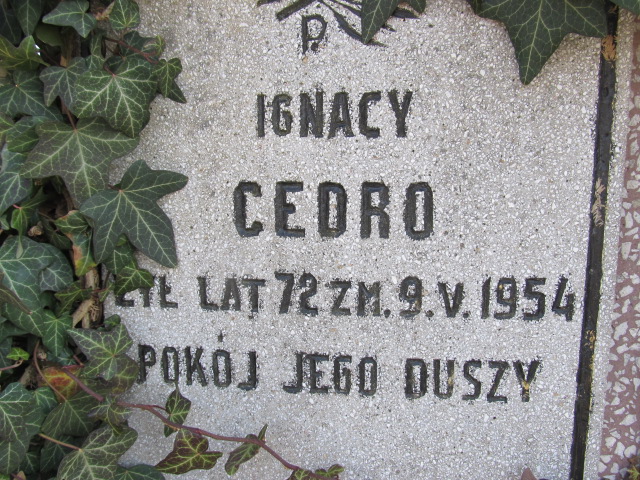 Ś.P.
IGNACY
CEDRO
ŻYŁ LAT 72 ZM. 9. V. 1954
POKÓJ JEGO DUSZY